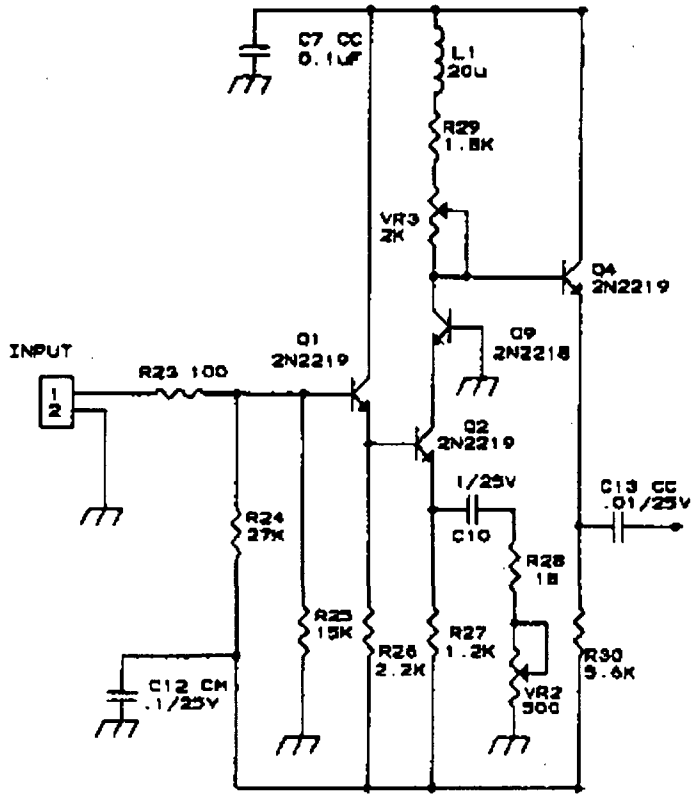 C7 CC
0.1uF
L1
20u
R29
1.8K
VR3
2K
Q4
2N2219
Q9
2N2218
Q1
2N2219
INPUT
R23 100
1
2
Q2
2N2219
1/25V
C10
C13 CC
.01/25V
R24
27K
R28
18
R25
15K
R26
2.2K
R27
1.2K
R30
5.6K
C12 CM
.1/25V
VR2
500